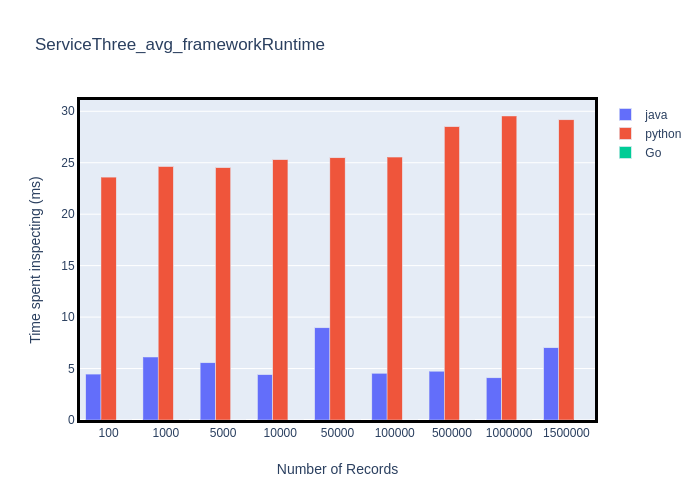 ServiceThree_avg_frameworkRuntime
java
python
Go
Time spent inspecting (ms)
30
25
20
15
10
5
0
100 1000 5000 10000 50000 100000 500000 1000000 1500000
Number of Records